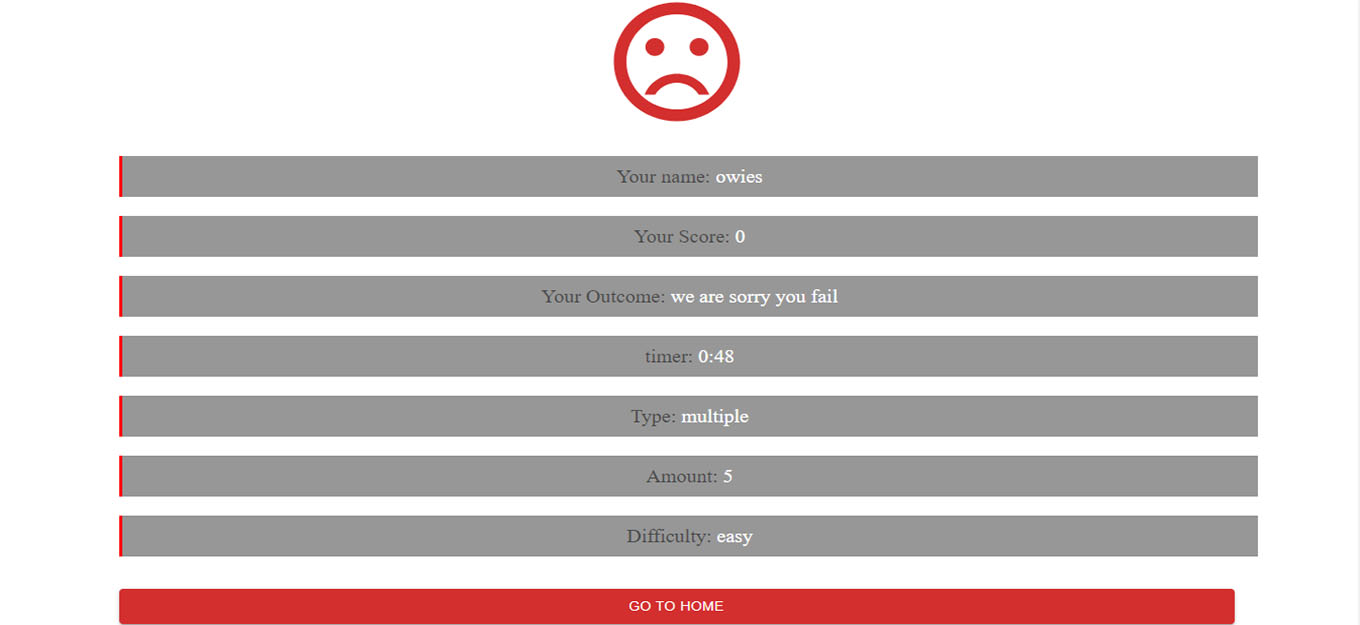 Your name: owies
Your Score: 0
Your Outcome: we are sorry you fail
timer: 0:48
Type: multiple
Amount: 5
Difficulty: easy
GO TO HOME